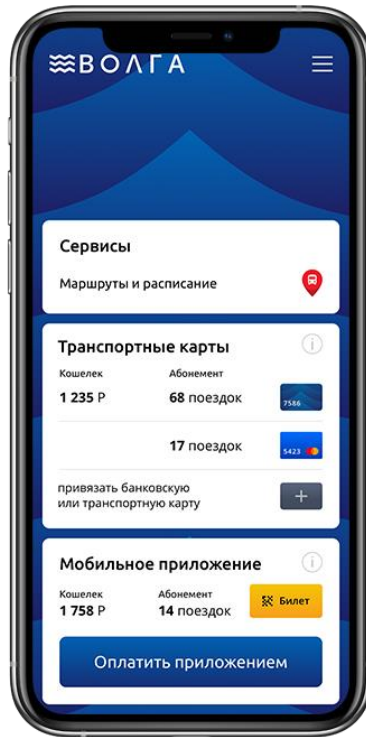 ВОЛГА
Сервисы
Маршруты и расписание
Транспортные карты
Кошелек Абонемент
1 235 Р 68 поездок 7586
17 поездок 5423
привязать банковскую
или транспортную карту
Мобильное приложение
Кошелек Абонемент
1 758 Р 14 поездок Билет
Оплатить приложением